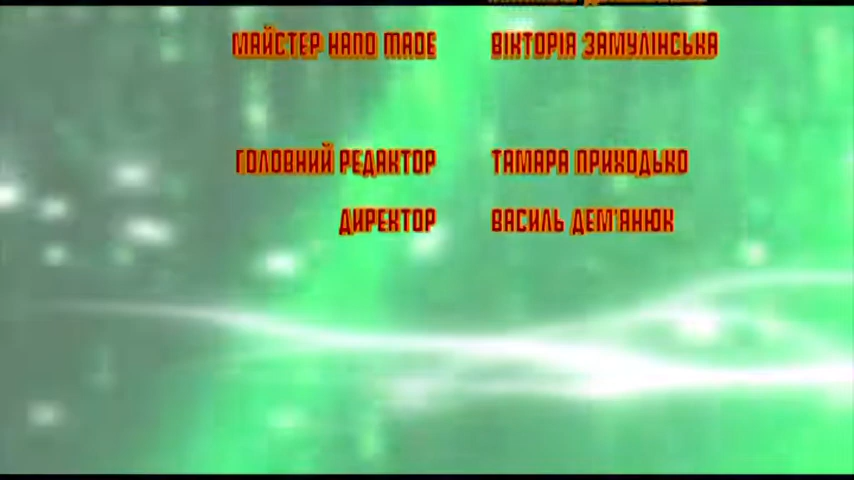 МАЙСТЕР HAND MADE ВІКТОРІЯ ЗАМУЛІНСЬКА
ГОЛОВНИЙ РЕДАКТОР ТАМАРА ПРИХОДЬКО
ДИРЕКТОР ВАСИЛЬ ДЕМ'ЯНЮК